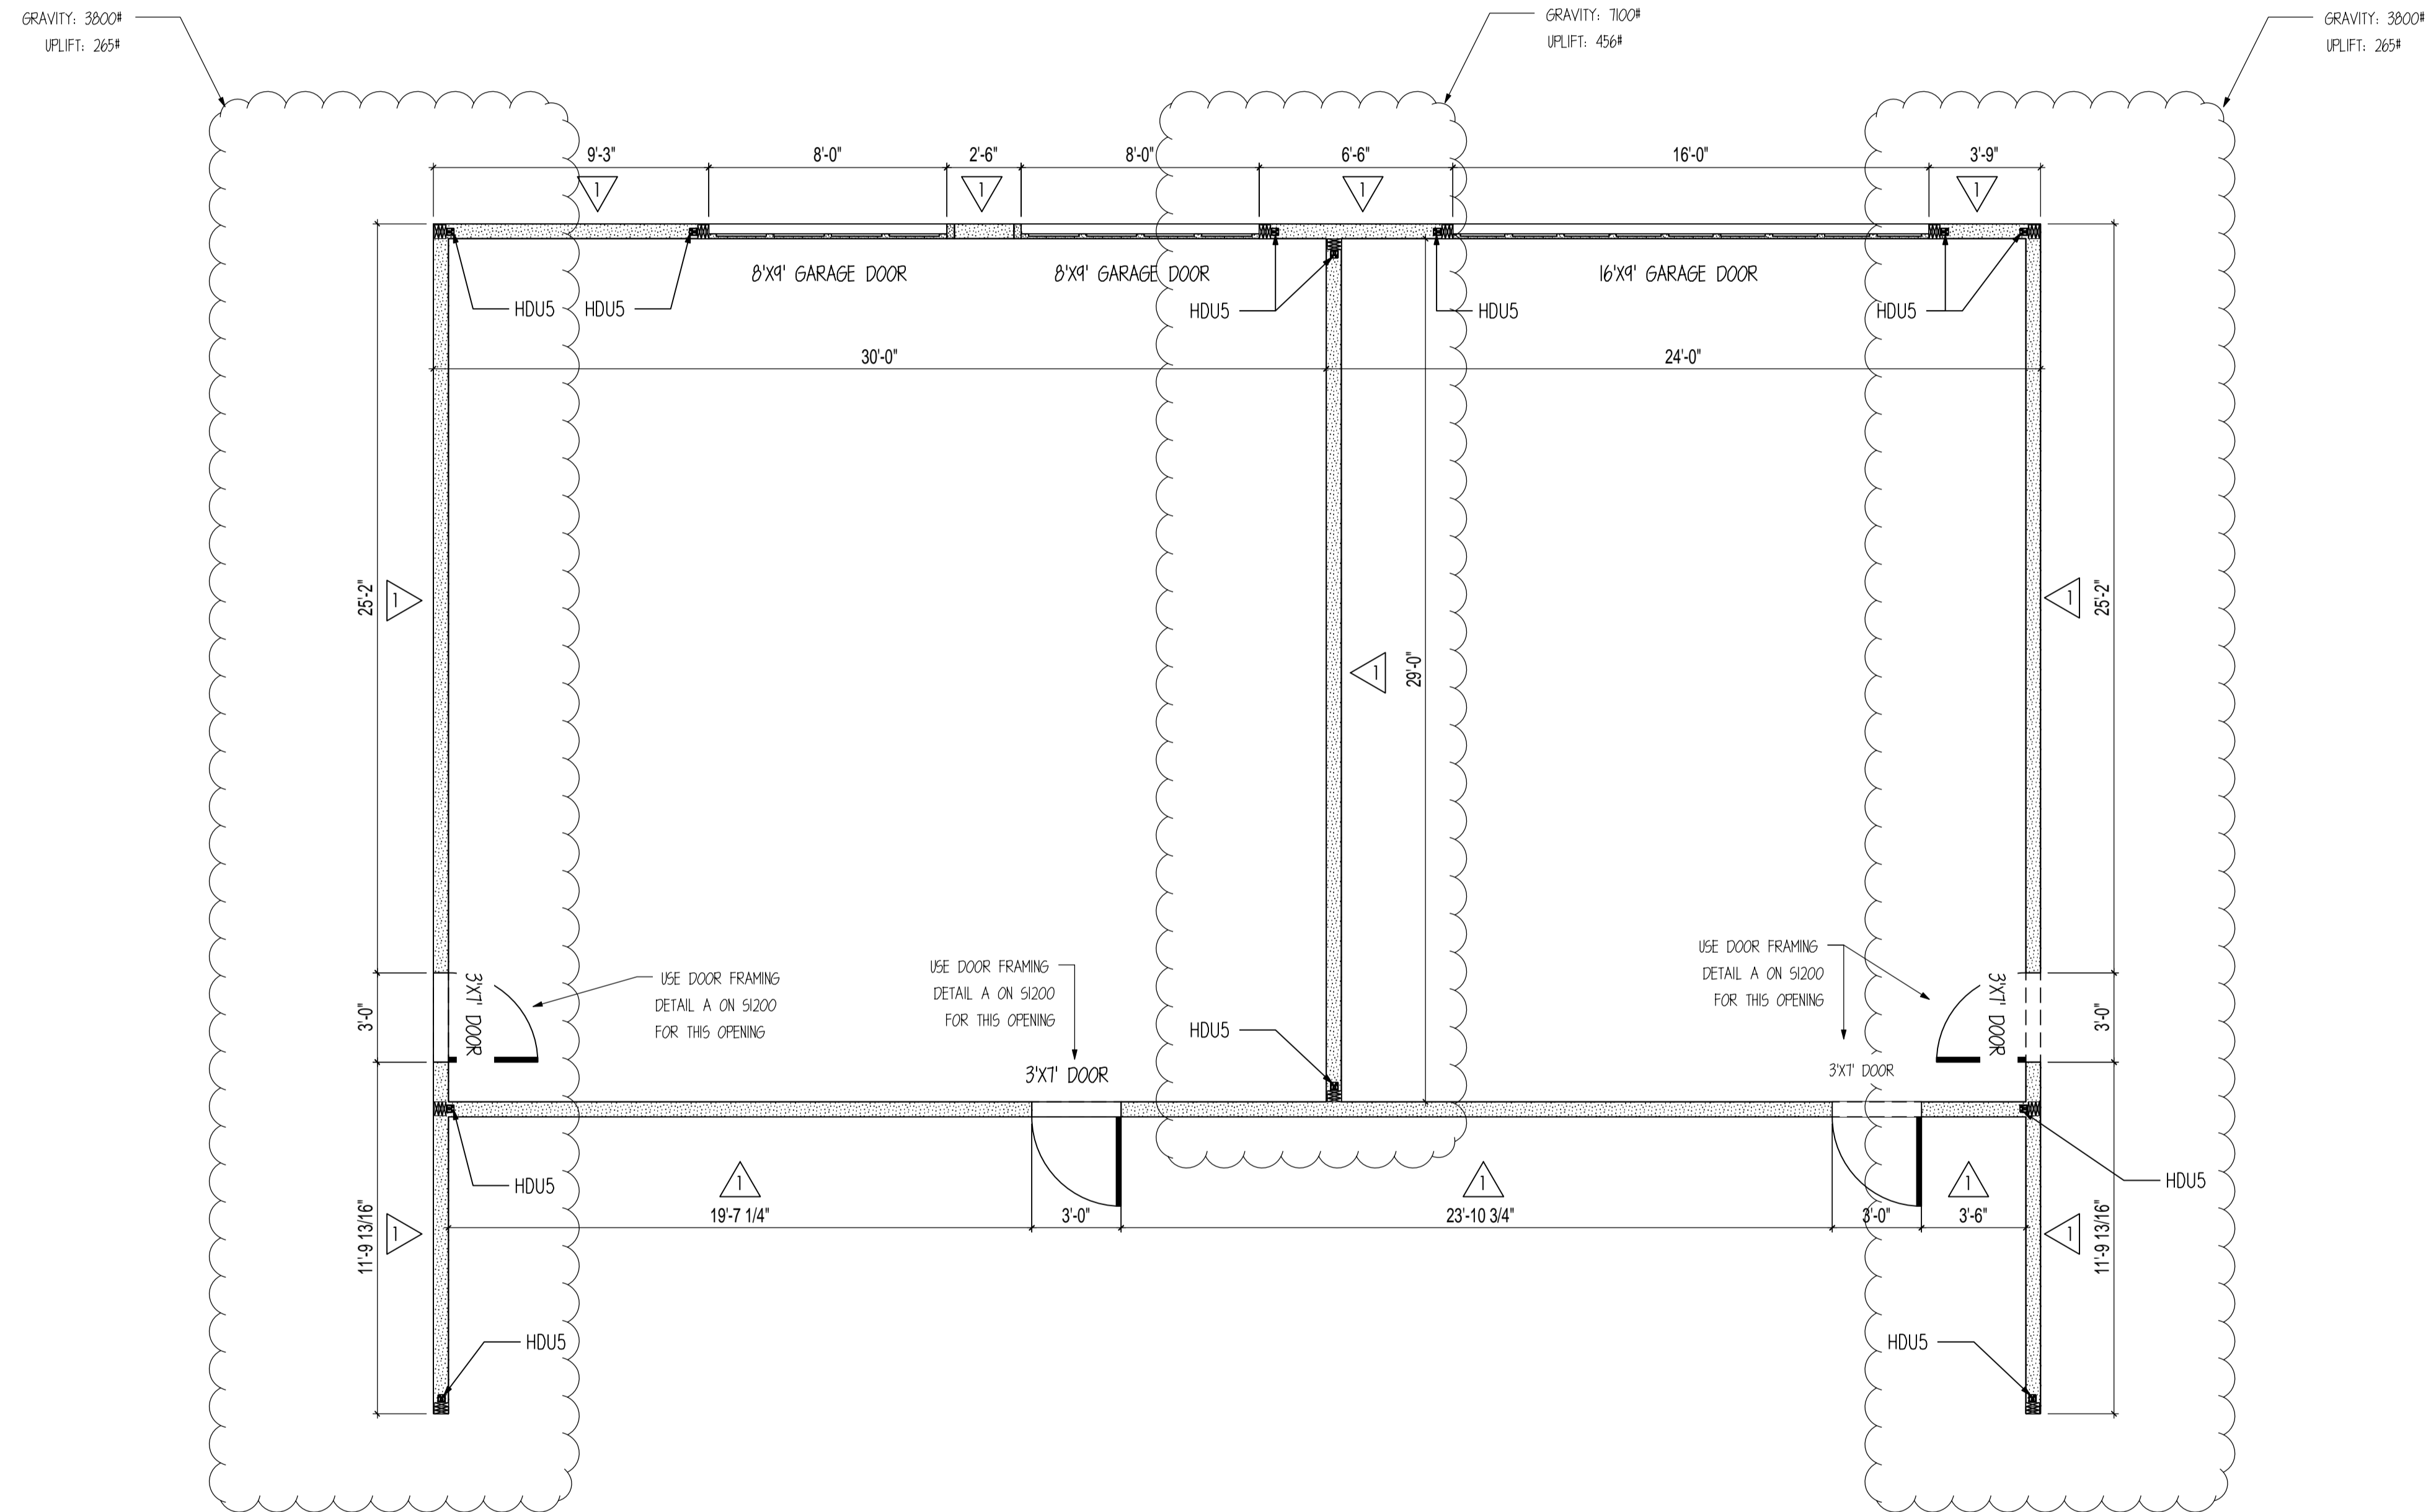 GRAVITY: 3800#
UPLIFT: 265#
GRAVITY: 7100#
UPLIFT: 456#
GRAVITY: 3800#
UPLIFT: 265#
9'-3"
8'-0"
2'-6"
8'-0"
6'-6"
16'-0"
3'-9"
1
1
1
1
8'X9' GARAGE DOOR
8'X9' GARAGE DOOR
16'X9' GARAGE DOOR
HDU5
HDU5
HDU5
HDU5
HDU5
30'-0"
24'-0"
25'-2"
1
1
25'-2"
1
29'-0"
USE DOOR FRAMING
DETAIL A ON S1200
FOR THIS OPENING
USE DOOR FRAMING
DETAIL A ON S1200
FOR THIS OPENING
USE DOOR FRAMING
DETAIL A ON S1200
FOR THIS OPENING
3'-0"
3'X7' DOOR
HDU5
3'X7' DOOR
3'X7' DOOR
3'X7' DOOR
3'-0"
HDU5
HDU5
1
1
1
19'-7 1/4"
3'-0"
23'-10 3/4"
3'-0"
3'-6"
11'-9 13/16"
1
1
11'-9 13/16"
HDU5
HDU5